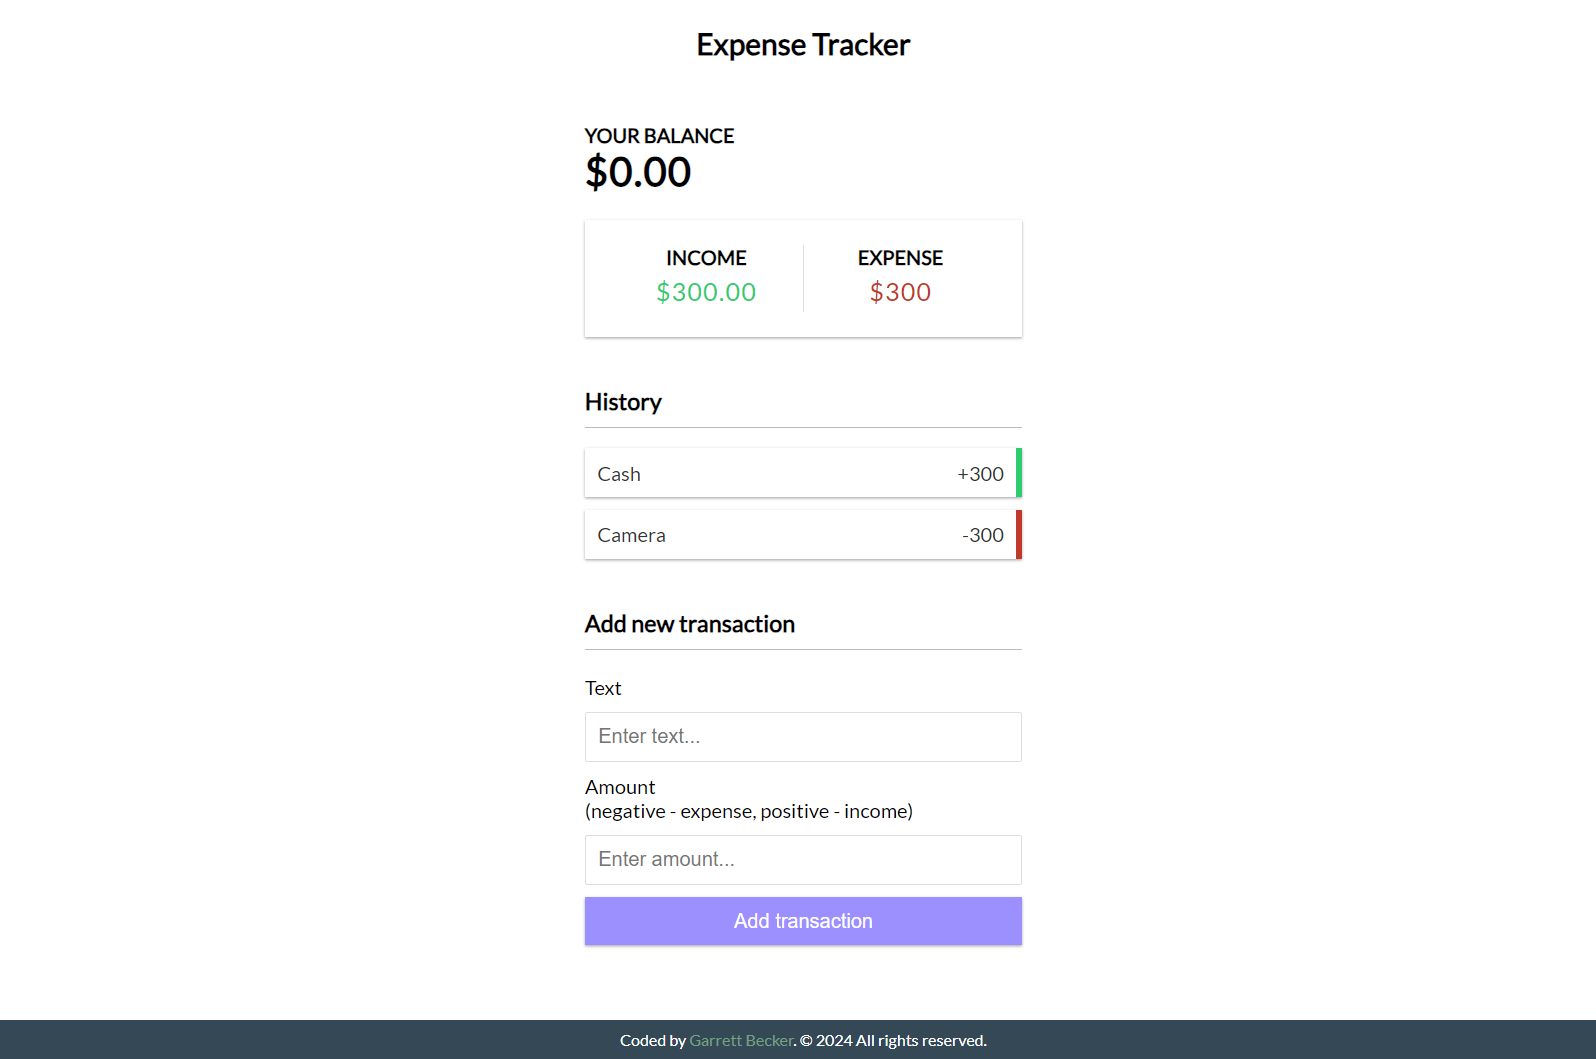 Expense Tracker
YOUR BALANCE
$0.00
INCOME EXPENSE
$300.00 $300
History
Cash +300
Camera -300
Add new transaction
Text
Enter text...
Amount
(negative - expense, positive - income)
Enter amount...
Add transaction
Coded by Garrett Becker. © 2024 All rights reserved.